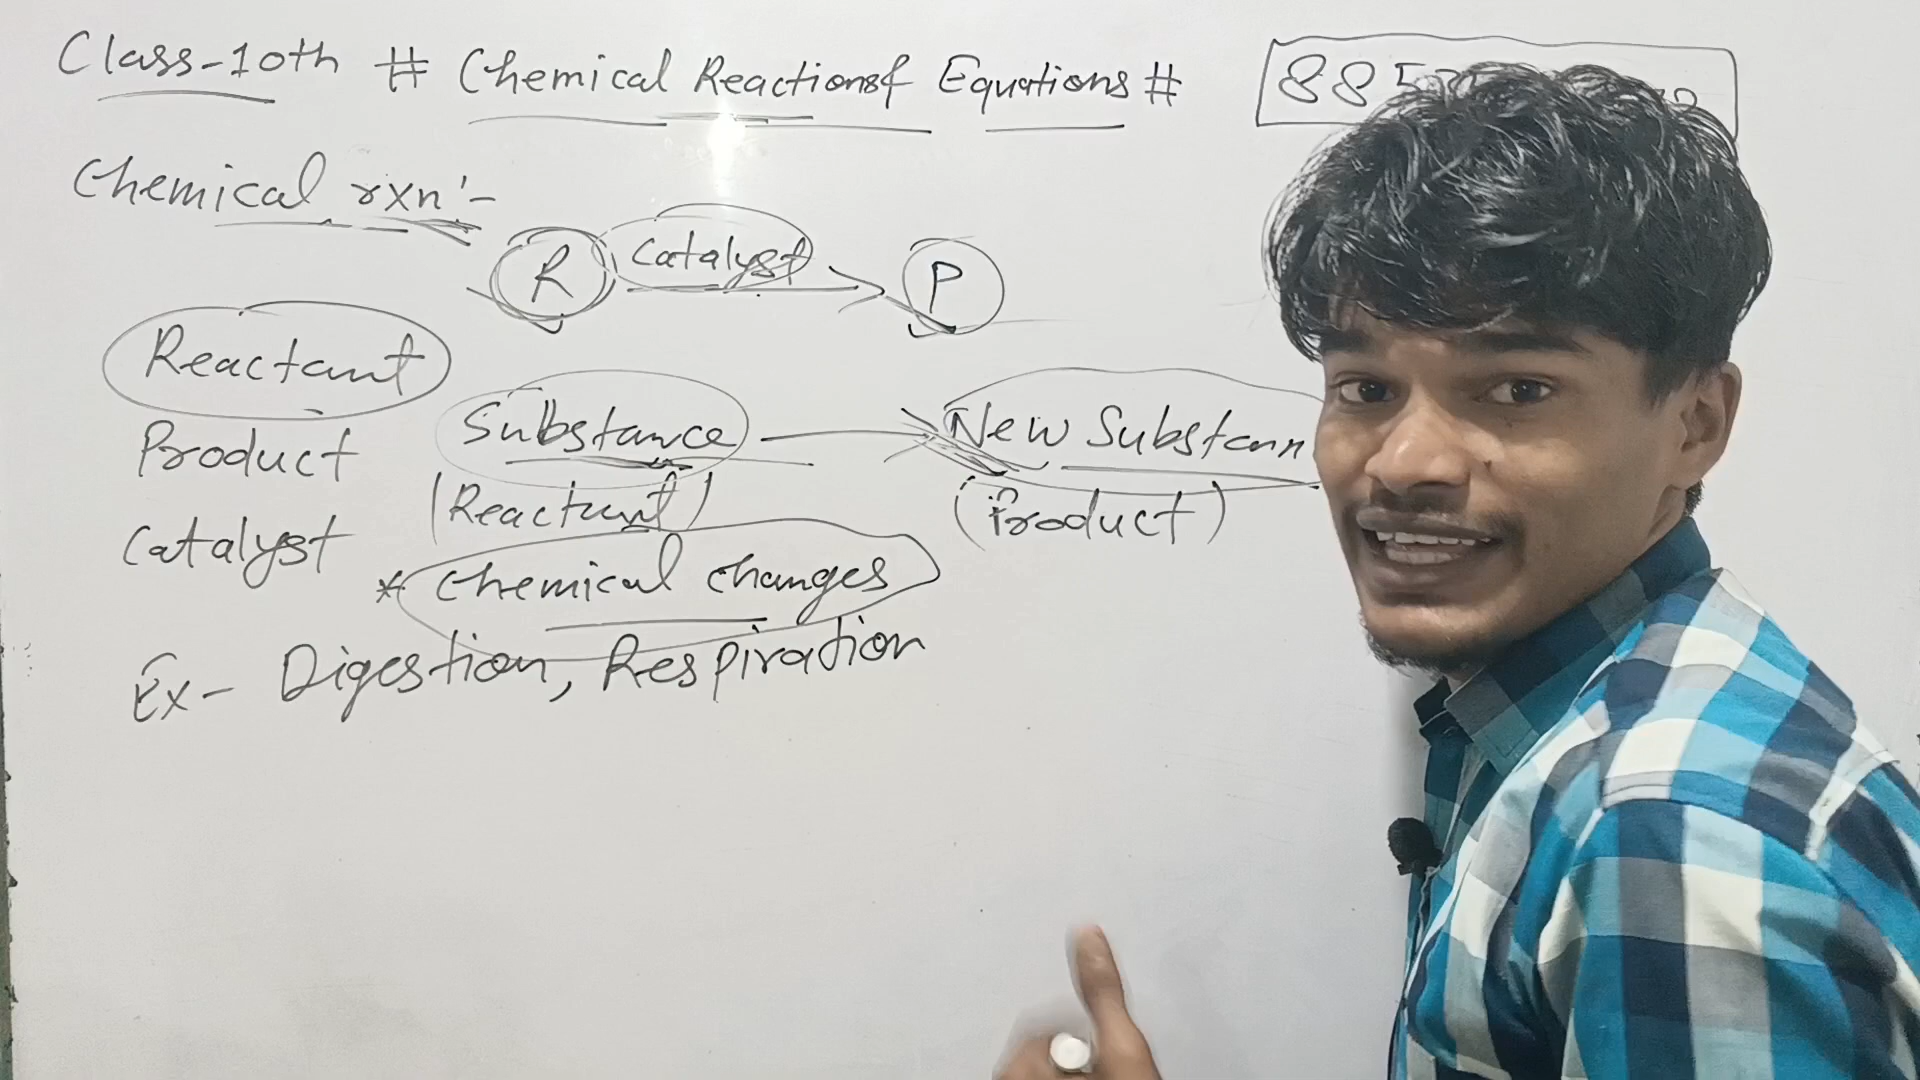 Class-10th # Chemical Reactions & Equations #
Chemical rxn:-
R Catalyst P
Reactant
Product
Catalyst
Substance New Substan
(Reactant) (Product)
* Chemical changes
Ex- Digestion, Respiration